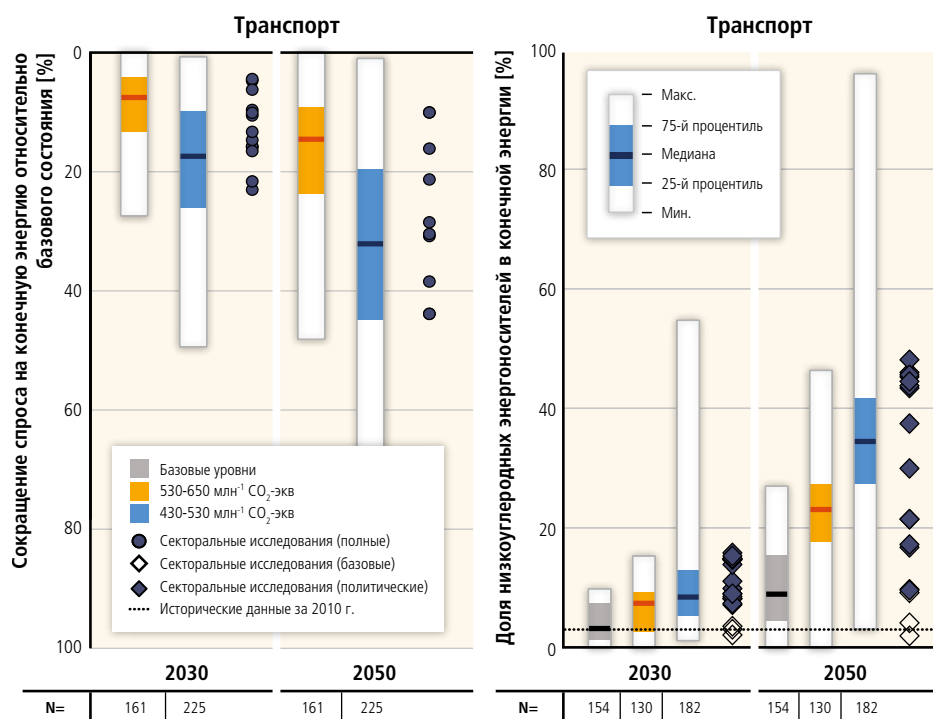 Транспорт
Сокращение спроса на конечную энергию относительно
базового состояния [%]
0
20
40
60
80
100
Базовые уровни
530-650 млн⁻¹ CO₂-экв
430-530 млн⁻¹ CO₂-экв
Секторальные исследования (полные)
Секторальные исследования (базовые)
Секторальные исследования (политические)
Исторические данные за 2010 г.
2030 2050
N= 161 225 161 225
Транспорт
Доля низкоуглеродных энергоносителей в конечной энергии [%]
100
80
60
40
20
0
Макс.
75-й процентиль
Медиана
25-й процентиль
Мин.
2030 2050
N= 154 130 182 154 130 182